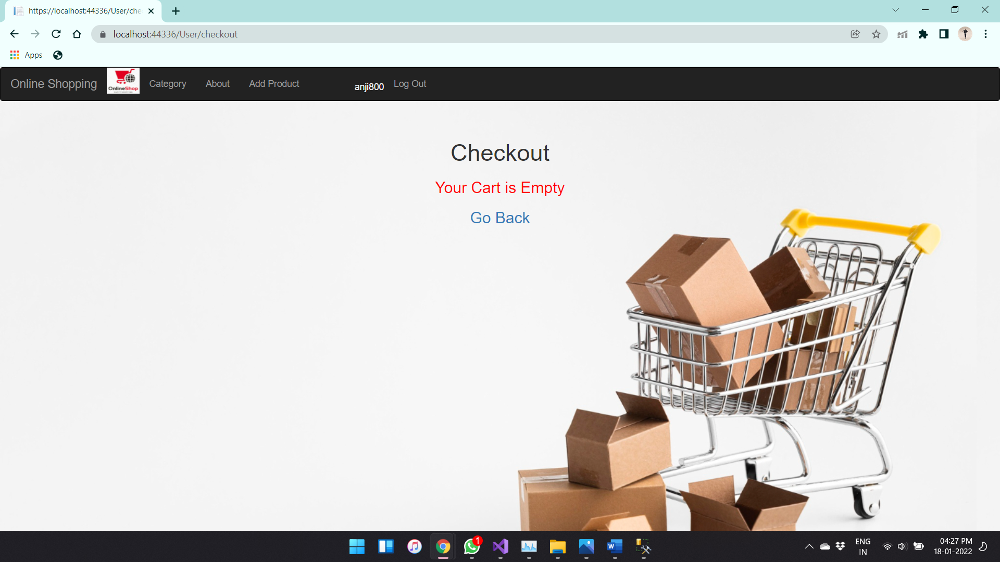 https://localhost:44336/User/che
localhost:44336/User/checkout
Apps
Online Shopping
OnlineShop
Category
About
Add Product
anji800
Log Out
Checkout
Your Cart is Empty
Go Back
1
W
ENG
IN
04:27 PM
18-01-2022